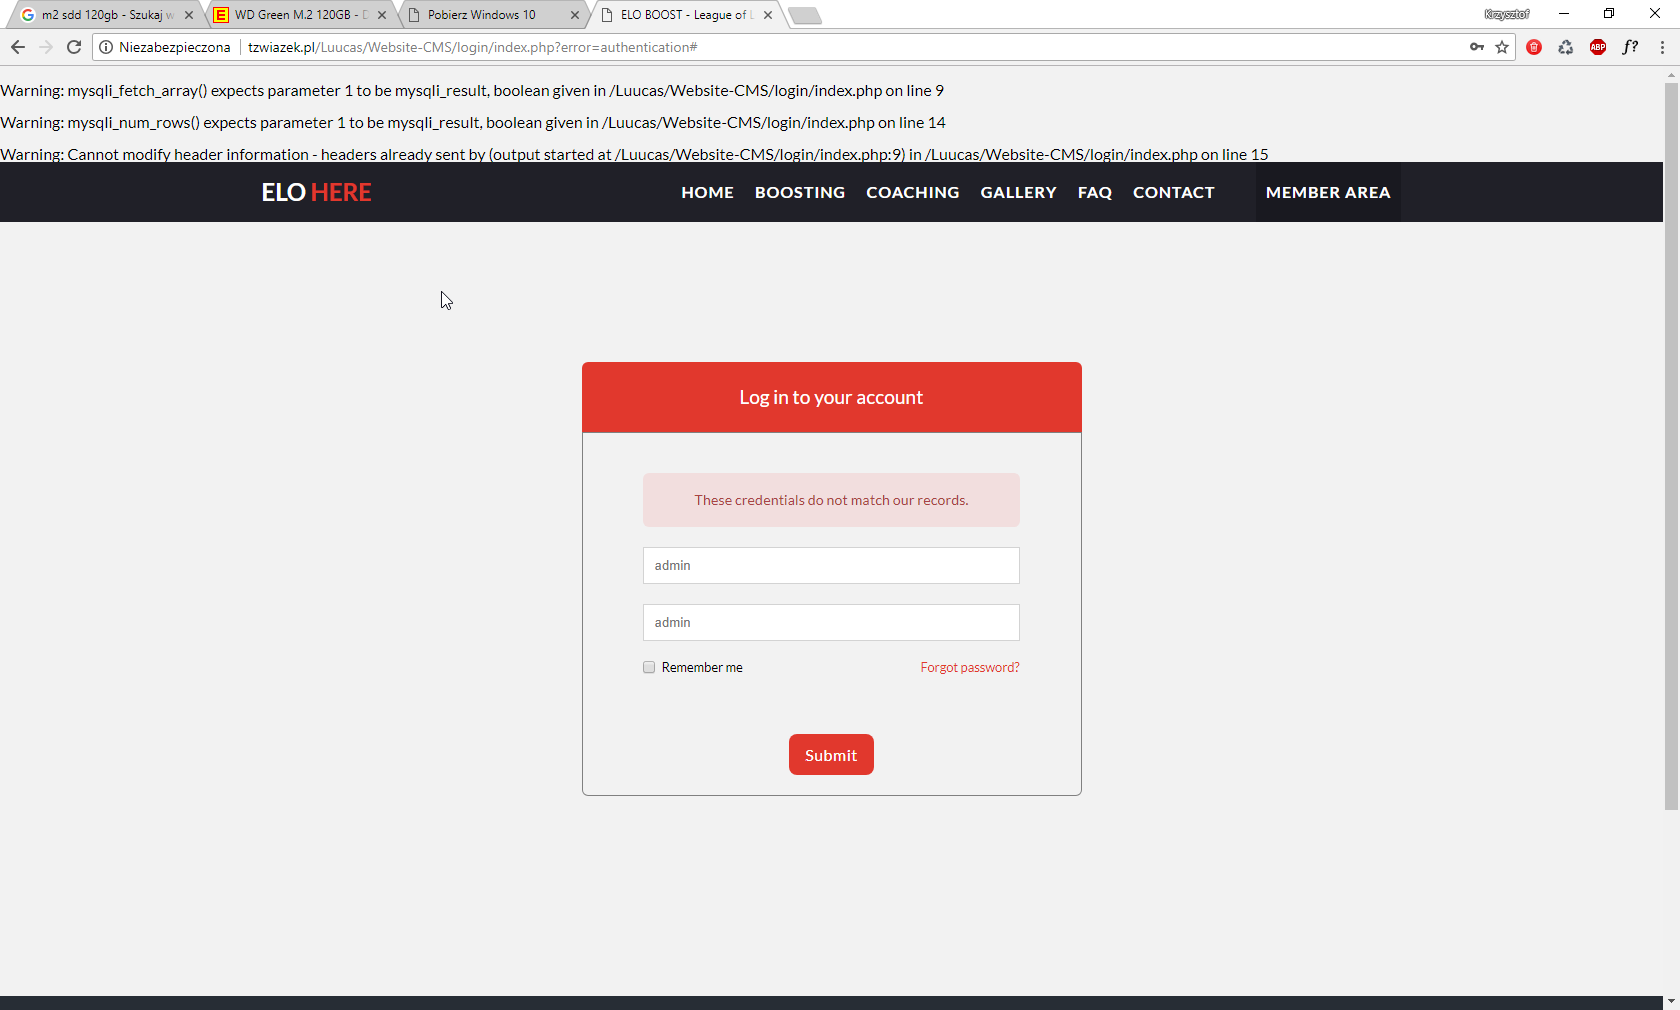 m2 sdd 120gb - Szukaj w
WD Green M.2 120GB - D
Pobierz Windows 10
ELO BOOST - League of L
Krzysztof
Niezabezpieczona
tzwiazek.pl/Luucas/Website-CMS/login/index.php?error=authentication#
ABP
f?
Warning: mysqli_fetch_array() expects parameter 1 to be mysqli_result, boolean given in /Luucas/Website-CMS/login/index.php on line 9
Warning: mysqli_num_rows() expects parameter 1 to be mysqli_result, boolean given in /Luucas/Website-CMS/login/index.php on line 14
Warning: Cannot modify header information - headers already sent by (output started at /Luucas/Website-CMS/login/index.php:9) in /Luucas/Website-CMS/login/index.php on line 15
ELO HERE
HOME BOOSTING COACHING GALLERY FAQ CONTACT MEMBER AREA
Log in to your account
These credentials do not match our records.
admin
admin
Remember me
Forgot password?
Submit